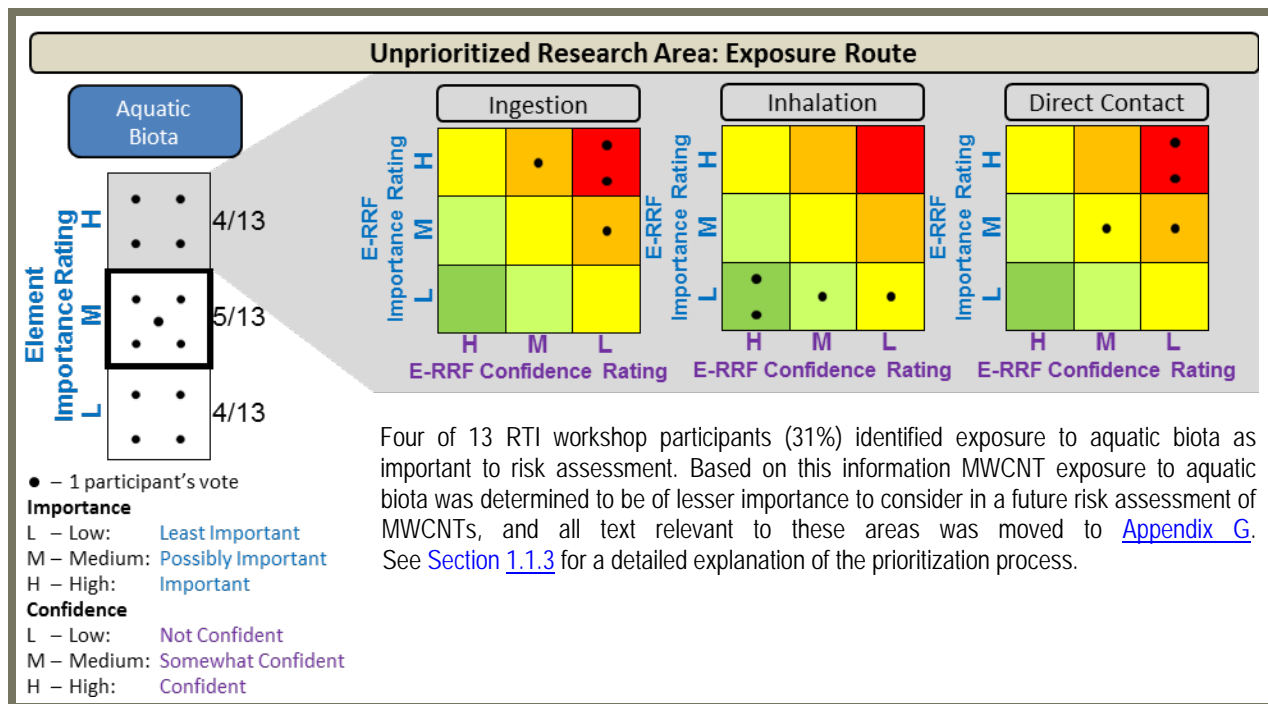 Unprioritized Research Area: Exposure Route
Aquatic
Biota
Element
Importance Rating
H
M
L
4/13
5/13
4/13
Ingestion
E-RRF
Importance Rating
H
M
L
H M L
E-RRF Confidence Rating
Inhalation
E-RRF
Importance Rating
H
M
L
H M L
E-RRF Confidence Rating
Direct Contact
E-RRF
Importance Rating
H
M
L
H M L
E-RRF Confidence Rating
● – 1 participant's vote
Importance
L – Low: Least Important
M – Medium: Possibly Important
H – High: Important
Confidence
L – Low: Not Confident
M – Medium: Somewhat Confident
H – High: Confident
Four of 13 RTI workshop participants (31%) identified exposure to aquatic biota as
important to risk assessment. Based on this information MWCNT exposure to aquatic
biota was determined to be of lesser importance to consider in a future risk assessment of
MWCNTs, and all text relevant to these areas was moved to Appendix G.
See Section 1.1.3 for a detailed explanation of the prioritization process.